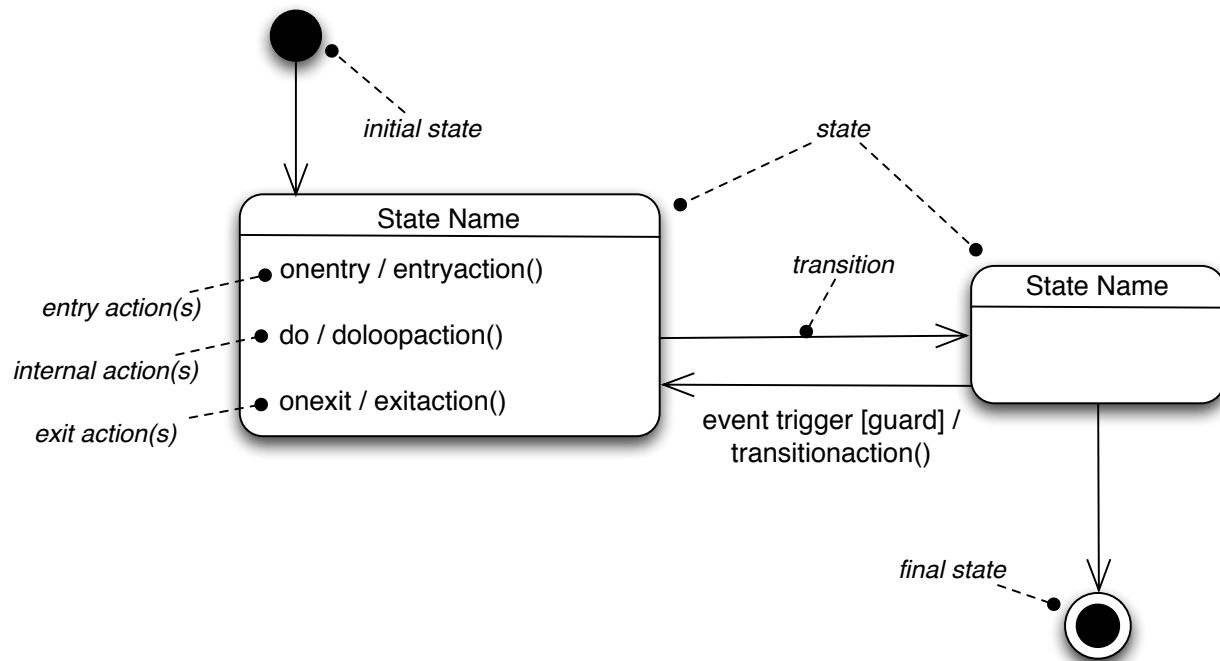 initial state
state
State Name
onentry / entryaction()
transition
State Name
entry action(s)
do / doloopaction()
internal action(s)
onexit / exitaction()
exit action(s)
event trigger [guard] /
transitionaction()
final state